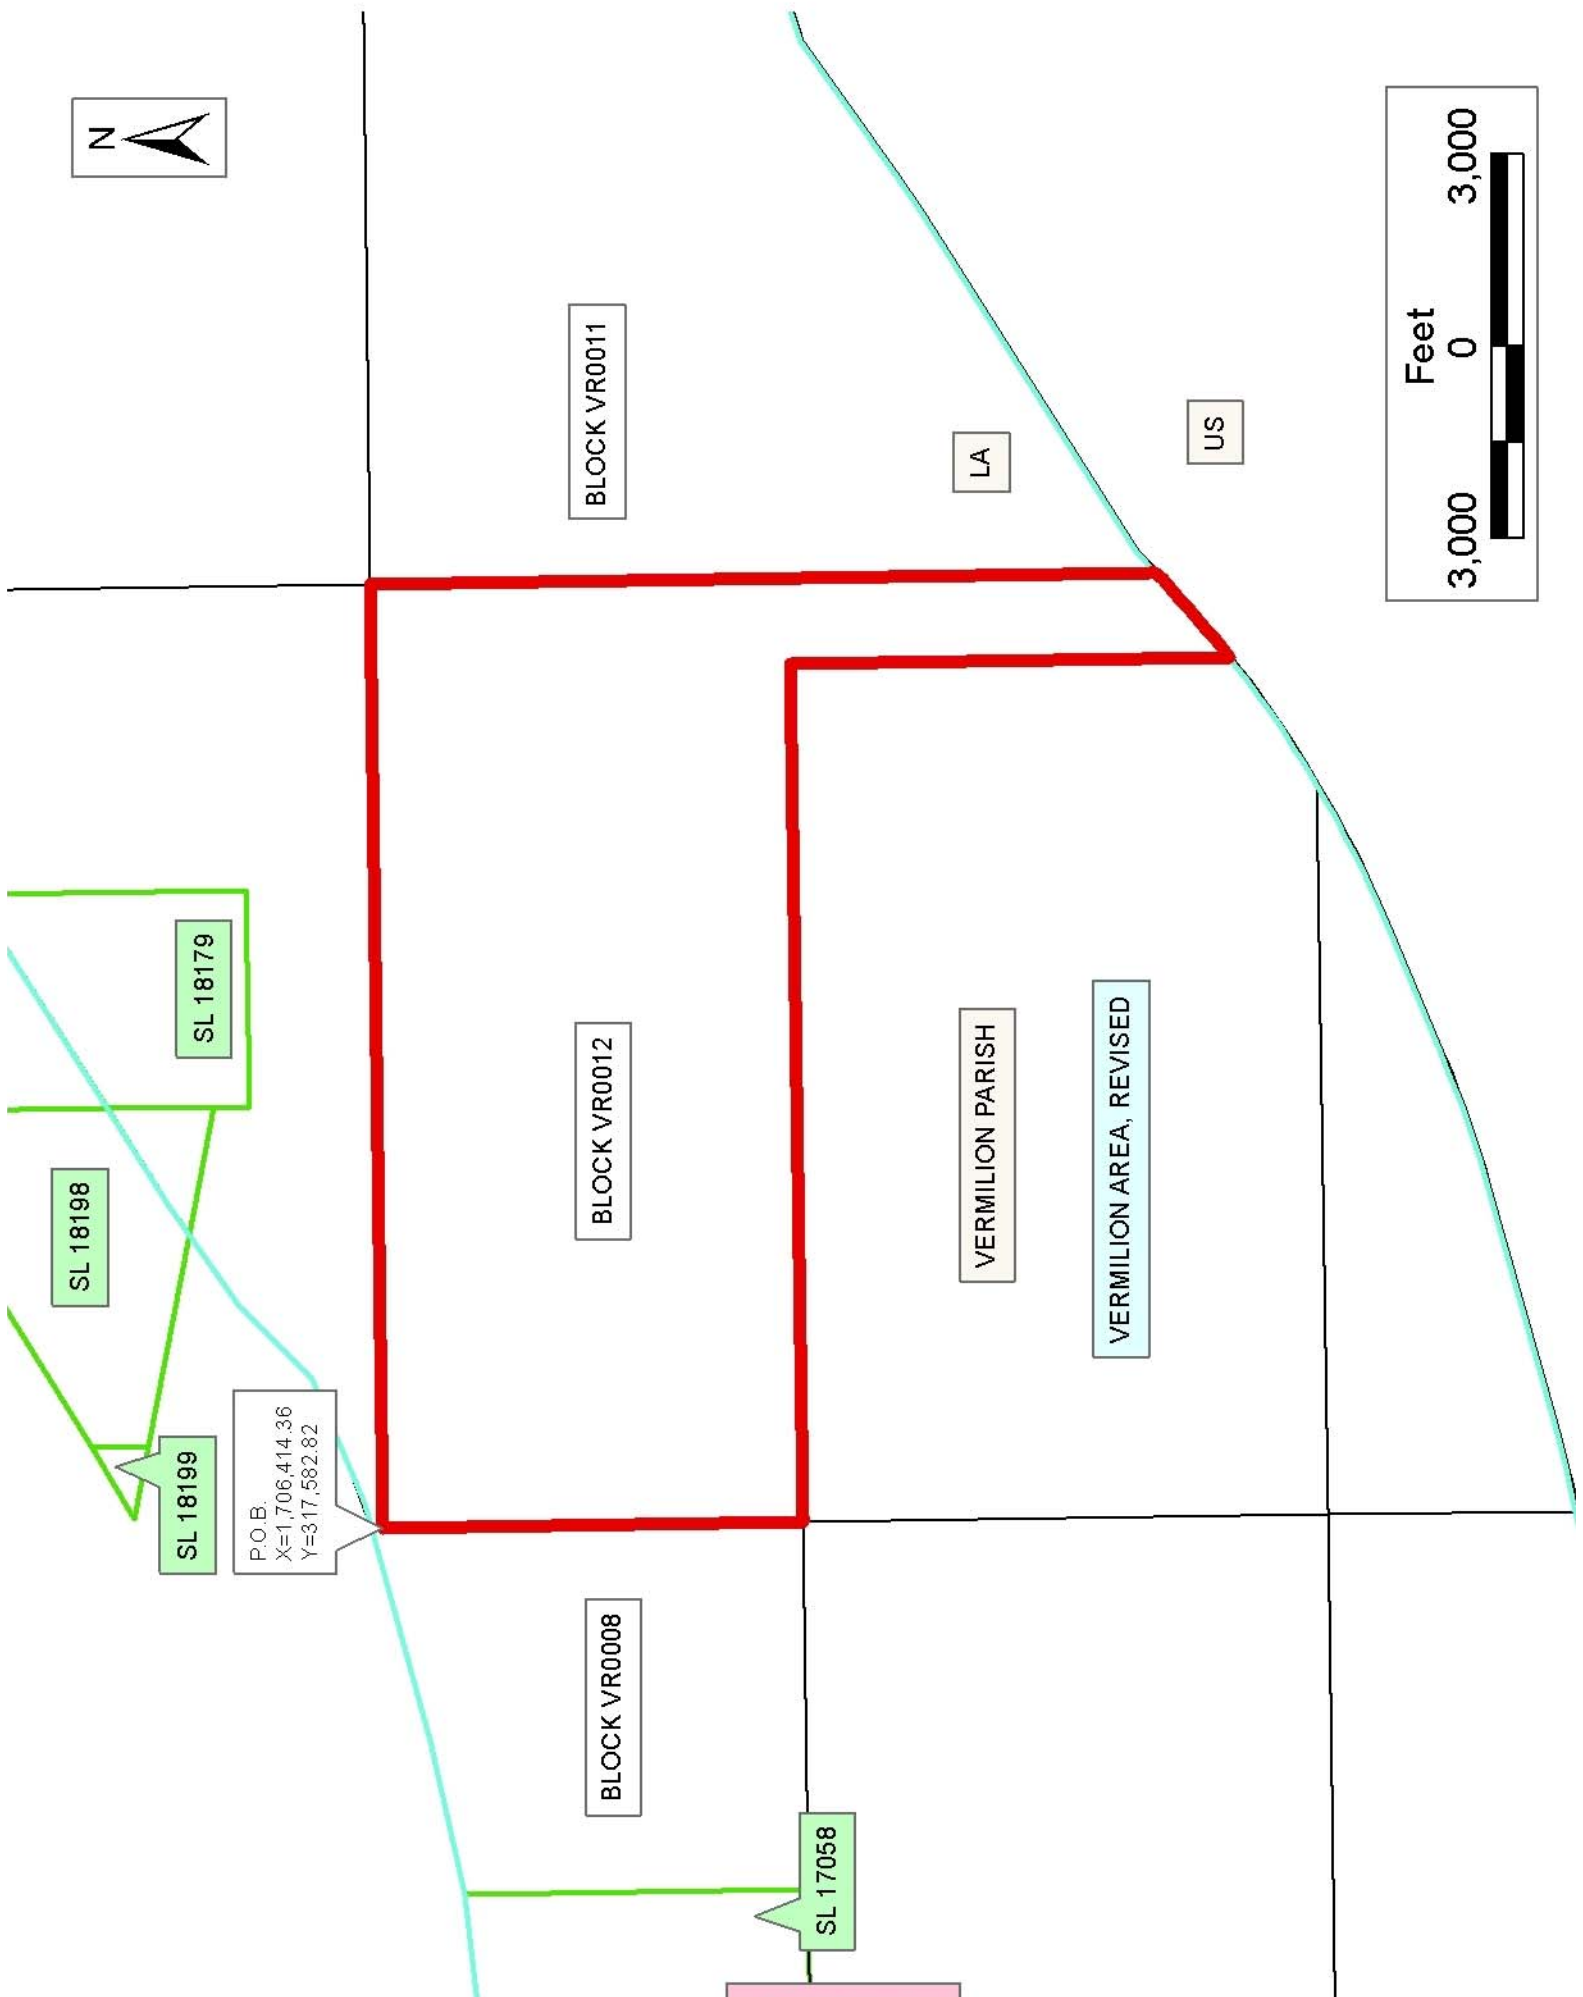 N
SL 18198
SL 18179
SL 18199
P.O.B.
X=1,706,414.36
Y=317,582.82
BLOCK VR0008
BLOCK VR0012
BLOCK VR0011
SL 17058
VERMILION PARISH
LA
VERMILION AREA, REVISED
US
Feet
3,000 0 3,000